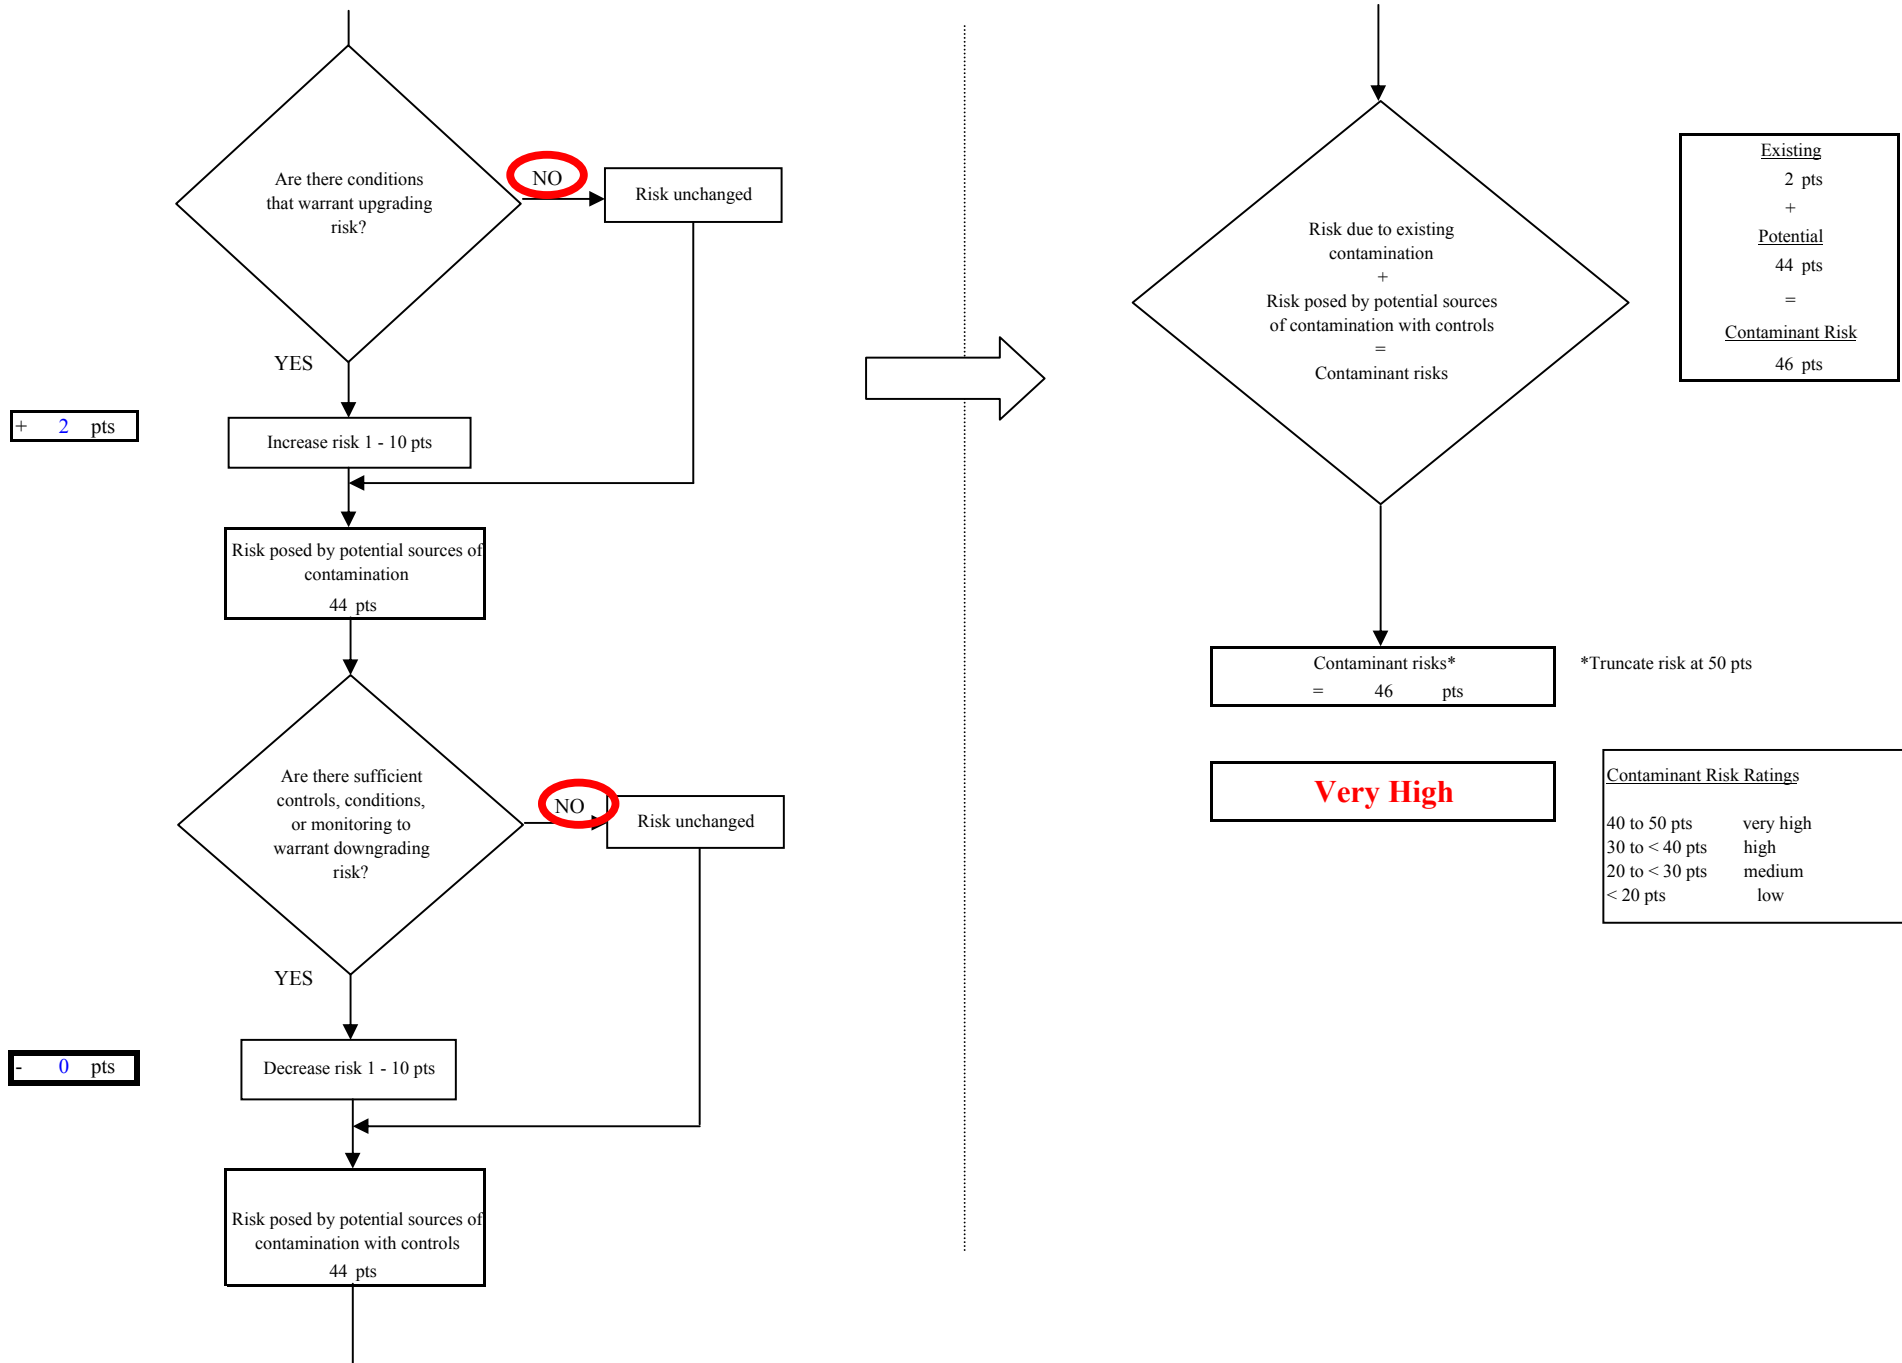 Are there conditions
that warrant upgrading
risk?
NO
Risk unchanged
YES
+ 2 pts
Increase risk 1 - 10 pts
Risk posed by potential sources of
contamination
44 pts
Are there sufficient
controls, conditions,
or monitoring to
warrant downgrading
risk?
NO
Risk unchanged
YES
- 0 pts
Decrease risk 1 - 10 pts
Risk posed by potential sources of
contamination with controls
44 pts
Risk due to existing
contamination
+
Risk posed by potential sources
of contamination with controls
=
Contaminant risks
Existing
2 pts
+
Potential
44 pts
=
Contaminant Risk
46 pts
Contaminant risks*
= 46 pts
*Truncate risk at 50 pts
Very High
Contaminant Risk Ratings
40 to 50 pts very high
30 to < 40 pts high
20 to < 30 pts medium
< 20 pts low